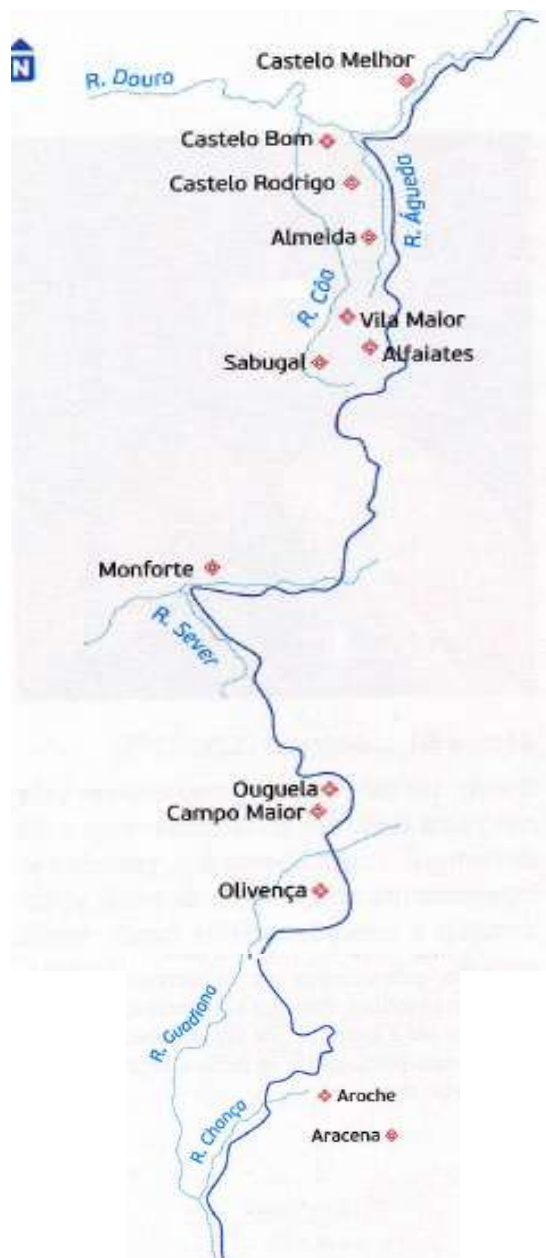 N
Castelo Melhor
R. Douro
Castelo Bom
Castelo Rodrigo
R. Águeda
Almeida
R. Côa
Vila Maior
Alfaiates
Sabugal
Monforte
R. Sever
Ouguela
Campo Maior
Olivença
R. Guadiana
Aroche
R. Chança
Aracena